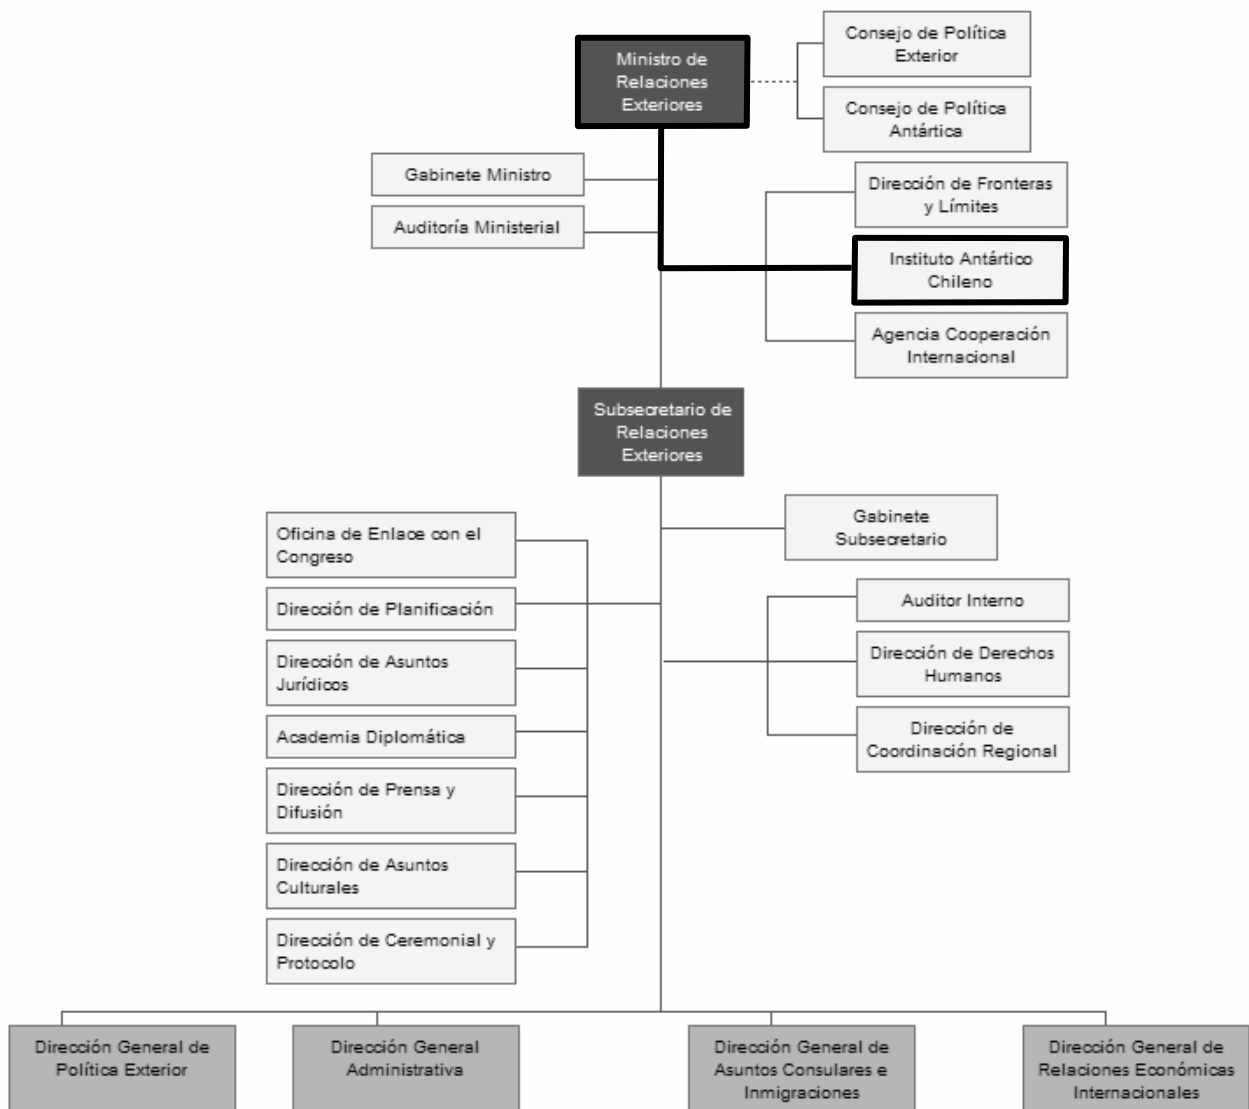 Ministro de
Relaciones
Exteriores
Consejo de Política
Exterior
Consejo de Política
Antártica
Gabinete Ministro
Auditoría Ministerial
Dirección de Fronteras
y Límites
Instituto Antártico
Chileno
Agencia Cooperación
Internacional
Subsecretario de
Relaciones
Exteriores
Gabinete
Subsecretario
Oficina de Enlace con el
Congreso
Dirección de Planificación
Dirección de Asuntos
Jurídicos
Academia Diplomática
Dirección de Prensa y
Difusión
Dirección de Asuntos
Culturales
Dirección de Ceremonial y
Protocolo
Auditor Interno
Dirección de Derechos
Humanos
Dirección de
Coordinación Regional
Dirección General de
Política Exterior
Dirección General
Administrativa
Dirección General de
Asuntos Consulares e
Inmigraciones
Dirección General de
Relaciones Económicas
Internacionales